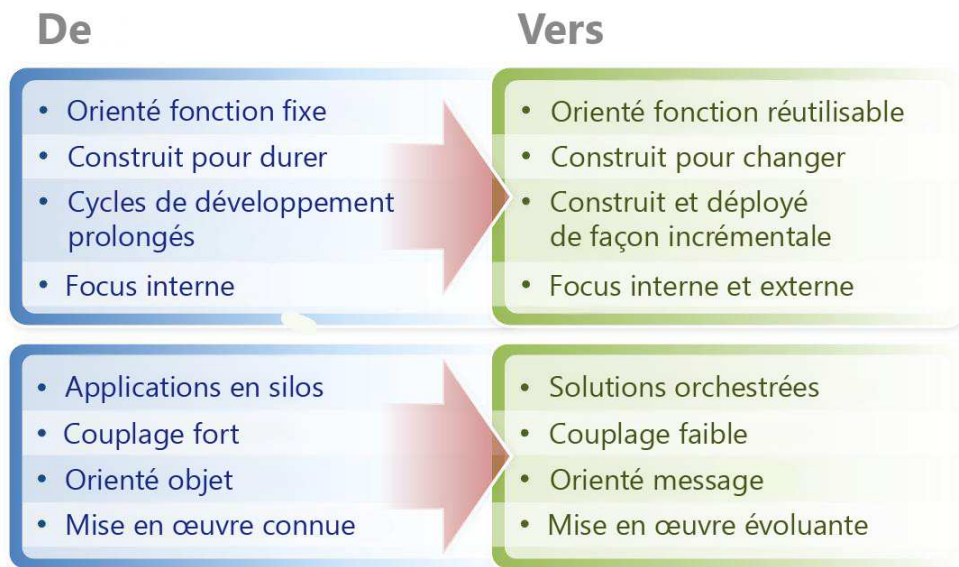 De
Vers
• Orienté fonction fixe
• Construit pour durer
• Cycles de développement
prolongés
• Focus interne
• Orienté fonction réutilisable
• Construit pour changer
• Construit et déployé
de façon incrémentale
• Focus interne et externe
• Applications en silos
• Couplage fort
• Orienté objet
• Mise en œuvre connue
• Solutions orchestrées
• Couplage faible
• Orienté message
• Mise en œuvre évoluante